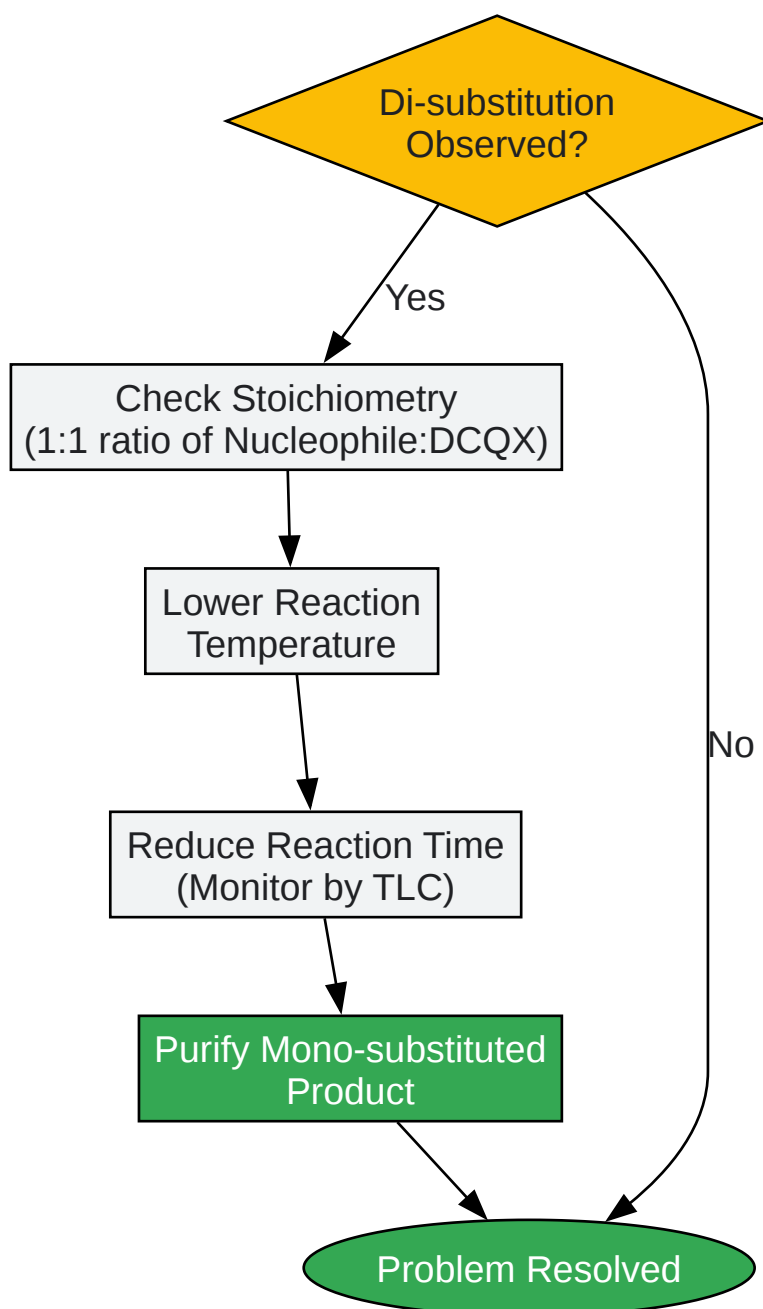 Di-substitution
Observed?
Yes
Check Stoichiometry
(1:1 ratio of Nucleophile:DCQX)
Lower Reaction
Temperature
No
Reduce Reaction Time
(Monitor by TLC)
Purify Mono-substituted
Product
Problem Resolved